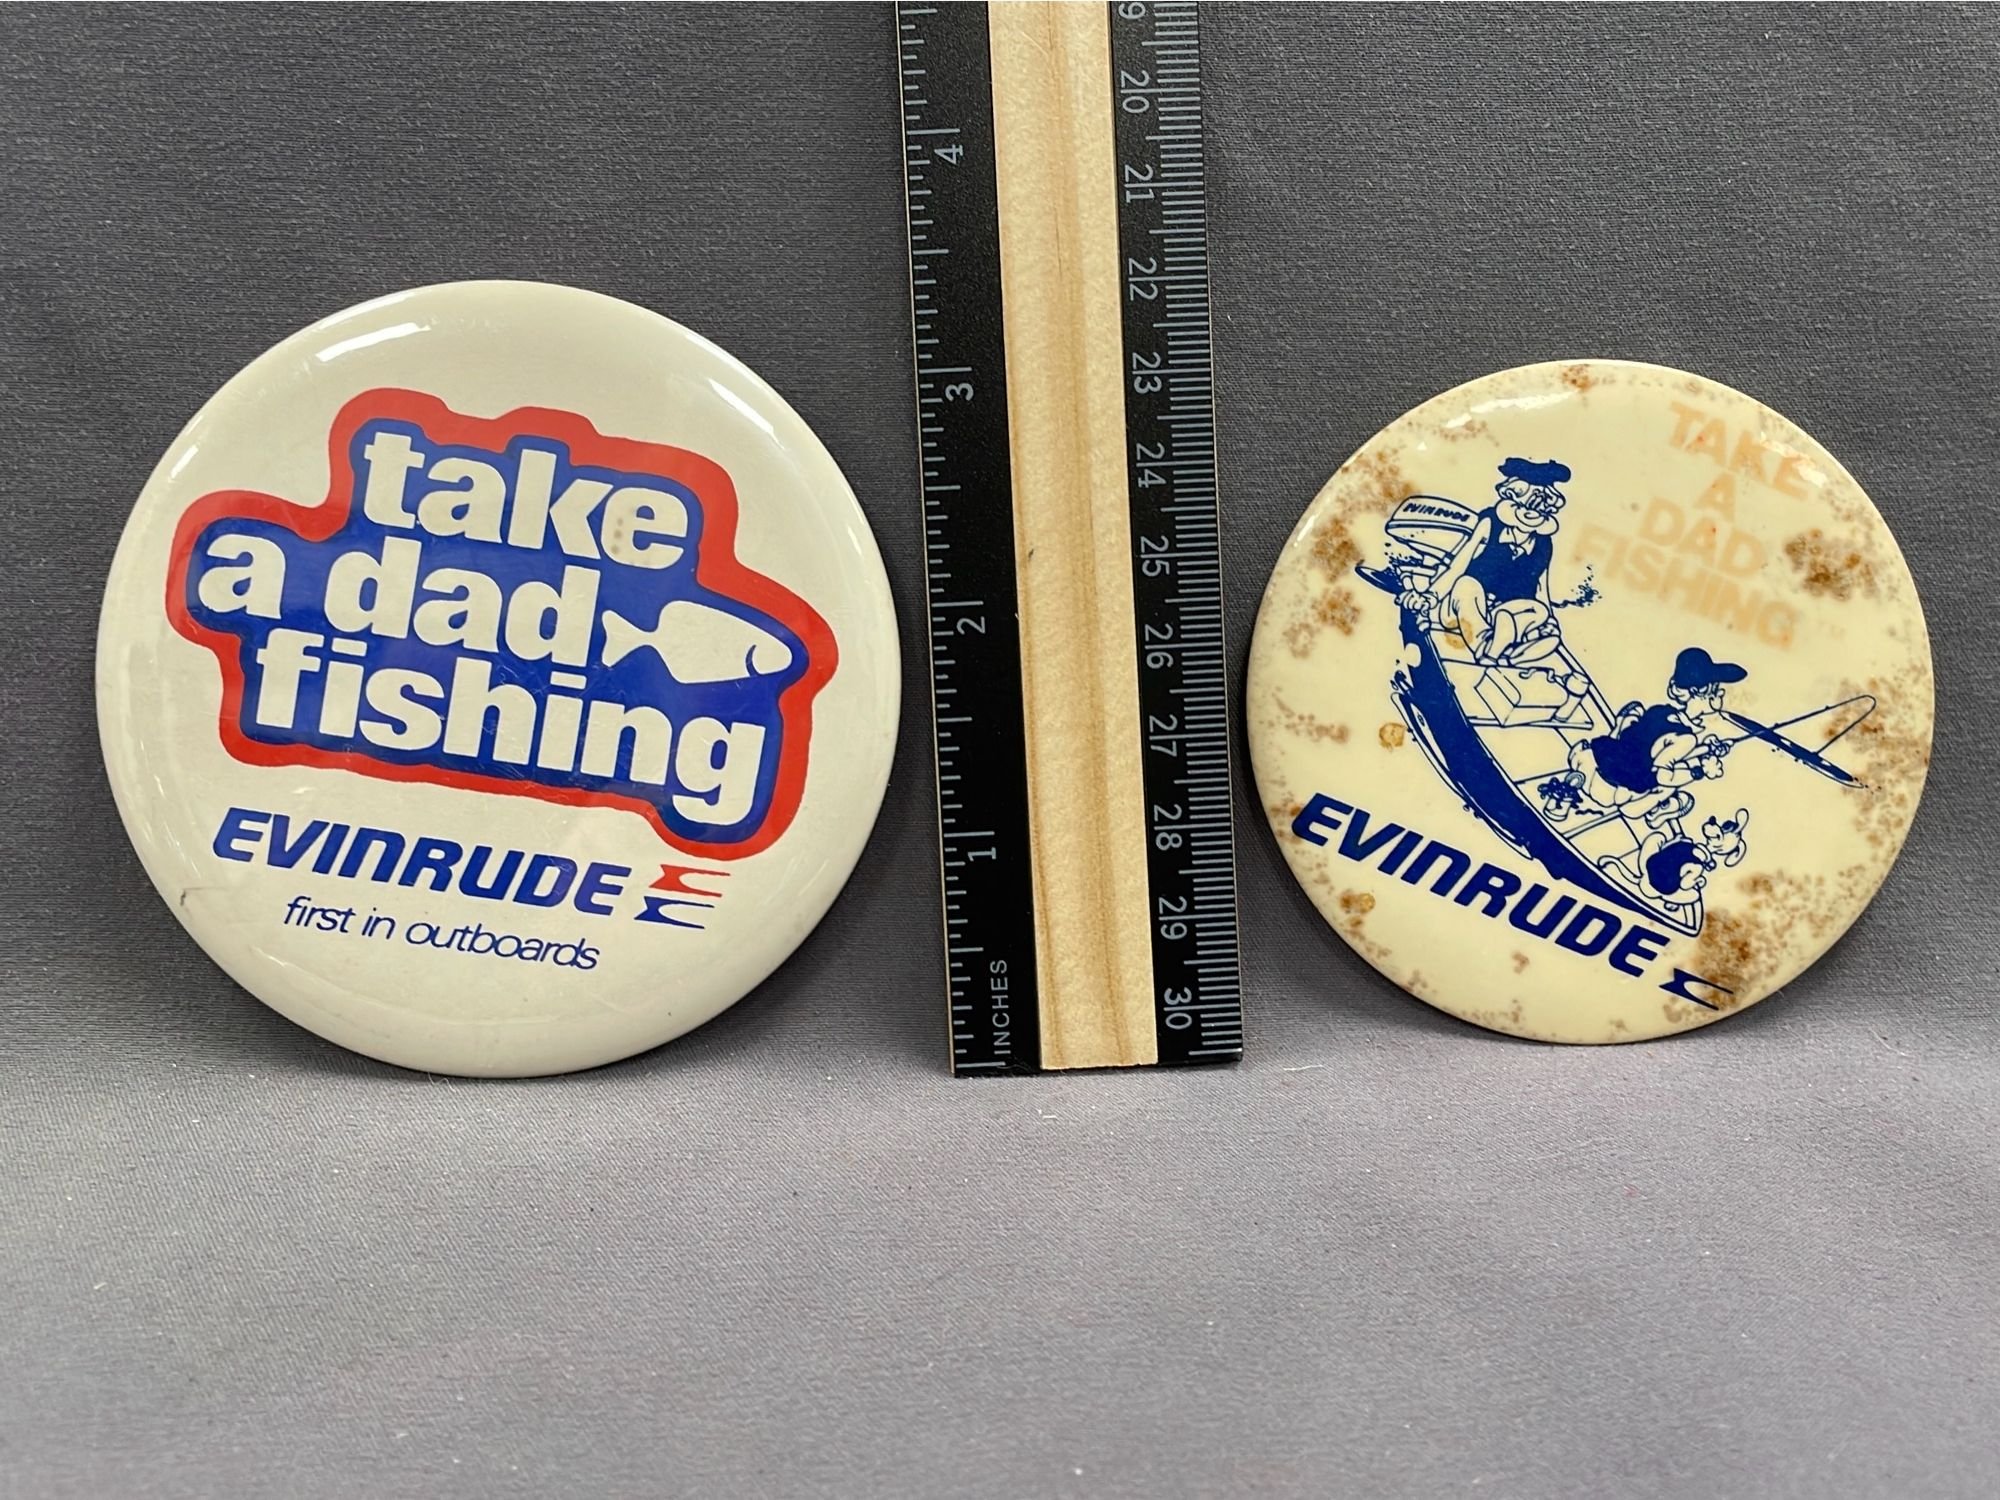 take
a dad
fishing
EVINRUDE
first in outboards
4
3
2
1
INCHES
9
20
21
22
23
24
25
26
27
28
29
30
TAKE
A
DAD
FISHING
EVINRUDE
EVINRUDE